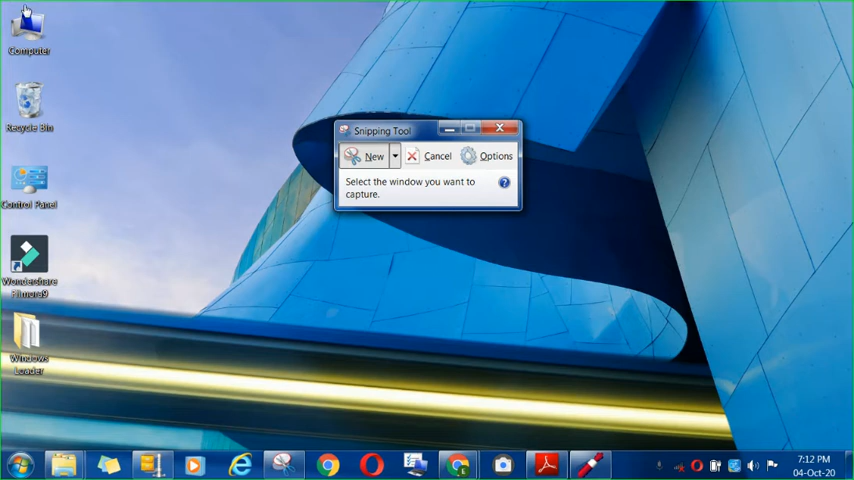 Computer
Recycle Bin
Control Panel
Wondershare
Filmora9
Windows
Loader
Snipping Tool
New
Cancel
Options
Select the window you want to
capture.
7:12 PM
04-Oct-20